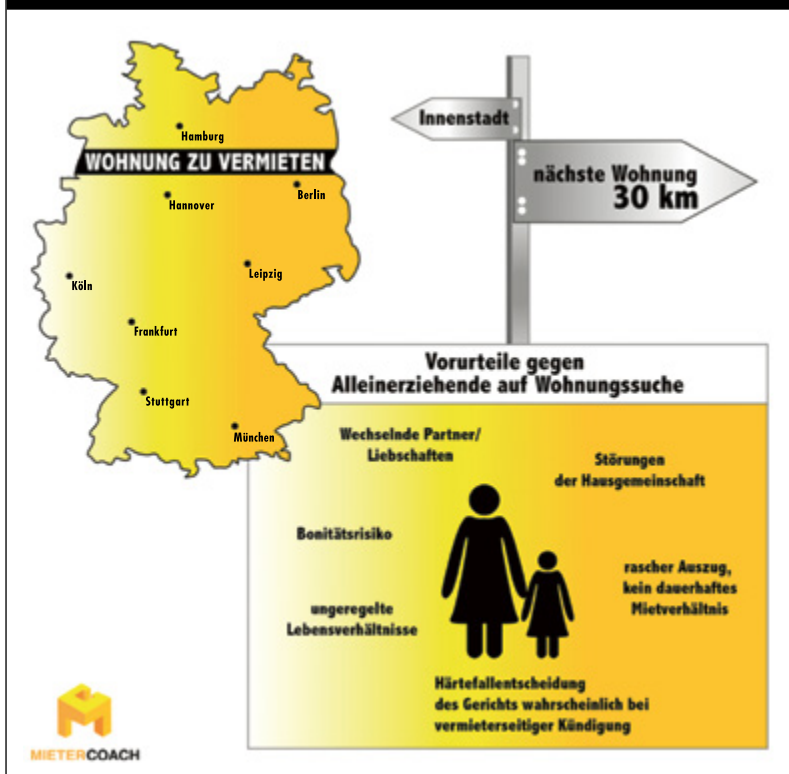 Hamburg
WOHNUNG ZU VERMIETEN
Hannover
Berlin
Leipzig
Köln
Frankfurt
Stuttgart
München
Innenstadt
nächste Wohnung
30 km
Vorurteile gegen
Alleinerziehende auf Wohnungssuche
Wechselnde Partner/
Liebschaften
Störungen
der Hausgemeinschaft
Bonitätsrisiko
rascher Auszug,
kein dauerhaftes
Mietverhältnis
ungeregelte
Lebensverhältnisse
Härtefallentscheidung
des Gerichts wahrscheinlich bei
vermieterseitiger Kündigung
MIETERCOACH